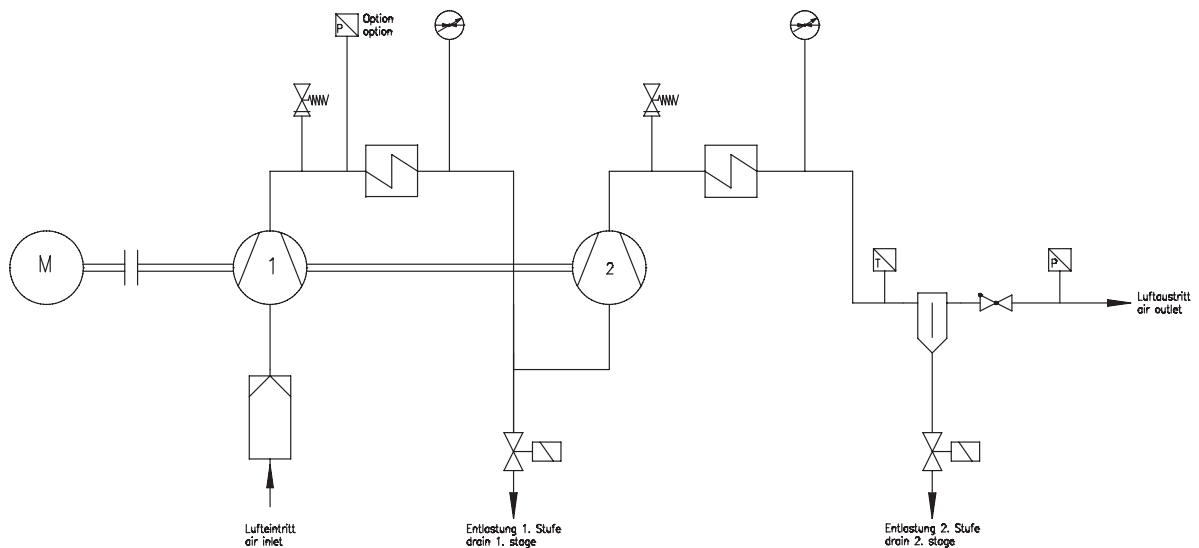 P
Option
option
M
1
2
T
P
Luftaustritt
air outlet
Lufteintritt
air inlet
Entlastung 1. Stufe
drain 1. stage
Entlastung 2. Stufe
drain 2. stage